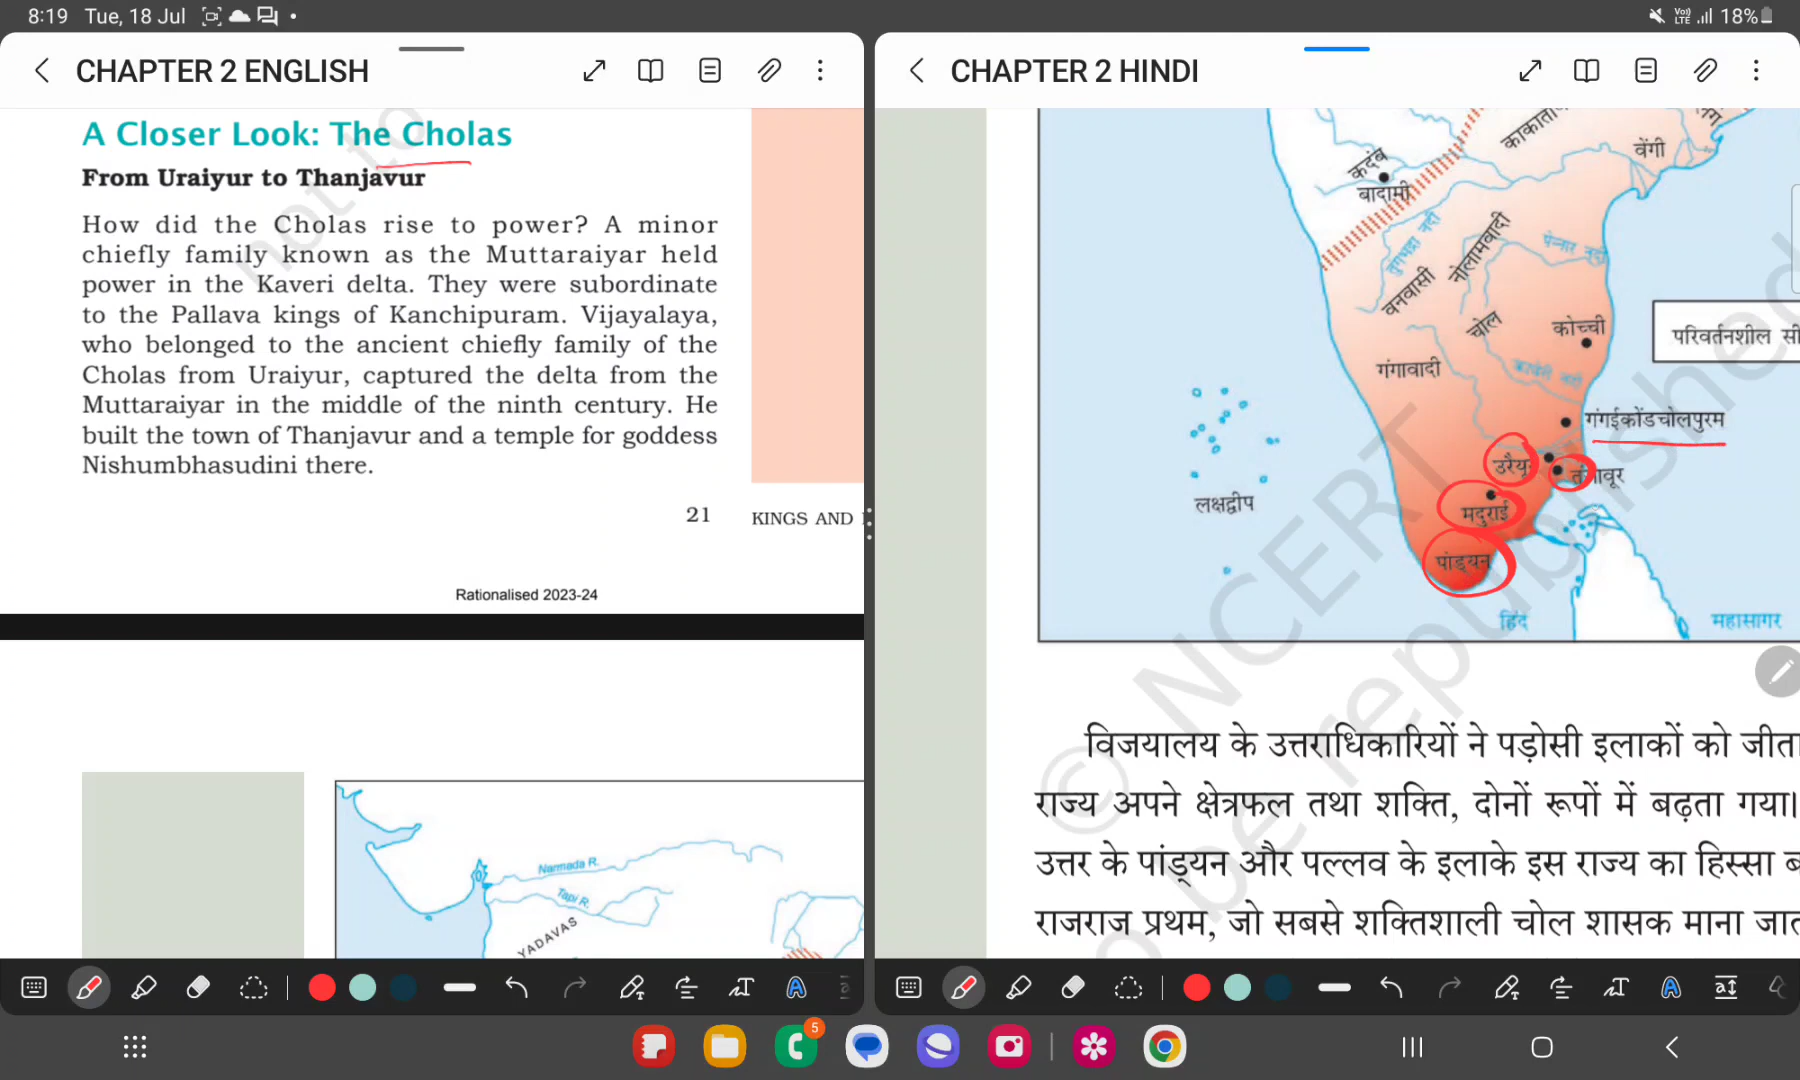 8:19 Tue, 18 Jul
18%
CHAPTER 2 ENGLISH
A Closer Look: The Cholas
From Uraiyur to Thanjavur
How did the Cholas rise to power? A minor
chiefly family known as the Muttaraiyar held
power in the Kaveri delta. They were subordinate
to the Pallava kings of Kanchipuram. Vijayalaya,
who belonged to the ancient chiefly family of the
Cholas from Uraiyur, captured the delta from the
Muttaraiyar in the middle of the ninth century. He
built the town of Thanjavur and a temple for goddess
Nishumbhasudini there.
21
KINGS AND
Rationalised 2023-24
not to
Narmada R.
Tapi R.
YADAVAS
CHAPTER 2 HINDI
वेंगी
कदंब
बादामी
तुंगभद्रा नदी
नोलामवादी
पेन्नार नदी
वनवासी
चोल
कोच्ची
परिवर्तनशील
गंगावादी
कावेरी नदी
गंगईकोंडचोलपुरम
लक्षद्वीप
मदुराई
पांड्यन
हिंद
महासागर
© NCERT
be republished
विजयालय के उत्तराधिकारियों ने पड़ोसी इलाकों को जीता
राज्य अपने क्षेत्रफल तथा शक्ति, दोनों रूपों में बढ़ता गया।
उत्तर के पांड्यन और पल्लव के इलाके इस राज्य का हिस्सा
राजराज प्रथम, जो सबसे शक्तिशाली चोल शासक माना
5